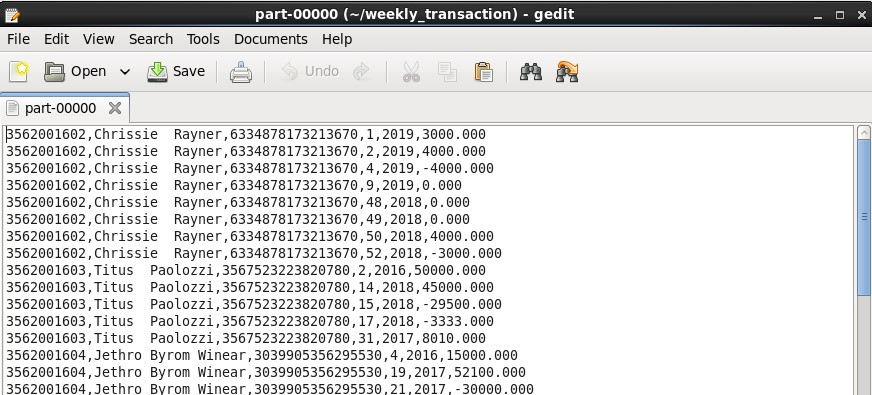 part-00000 (~/weekly_transaction) - gedit
File Edit View Search Tools Documents Help
Open Save Undo
part-00000
3562001602,Chrissie  Rayner,6334878173213670,1,2019,3000.000
3562001602,Chrissie  Rayner,6334878173213670,2,2019,4000.000
3562001602,Chrissie  Rayner,6334878173213670,4,2019,-4000.000
3562001602,Chrissie  Rayner,6334878173213670,9,2019,0.000
3562001602,Chrissie  Rayner,6334878173213670,48,2018,0.000
3562001602,Chrissie  Rayner,6334878173213670,49,2018,0.000
3562001602,Chrissie  Rayner,6334878173213670,50,2018,4000.000
3562001602,Chrissie  Rayner,6334878173213670,52,2018,-3000.000
3562001603,Titus  Paolozzi,3567523223820780,2,2016,50000.000
3562001603,Titus  Paolozzi,3567523223820780,14,2018,45000.000
3562001603,Titus  Paolozzi,3567523223820780,15,2018,-29500.000
3562001603,Titus  Paolozzi,3567523223820780,17,2018,-3333.000
3562001603,Titus  Paolozzi,3567523223820780,31,2017,8010.000
3562001604,Jethro Byrom Winear,3039905356295530,4,2016,15000.000
3562001604,Jethro Byrom Winear,3039905356295530,19,2017,52100.000
3562001604,Jethro Byrom Winear,3039905356295530,21,2017,-30000.000